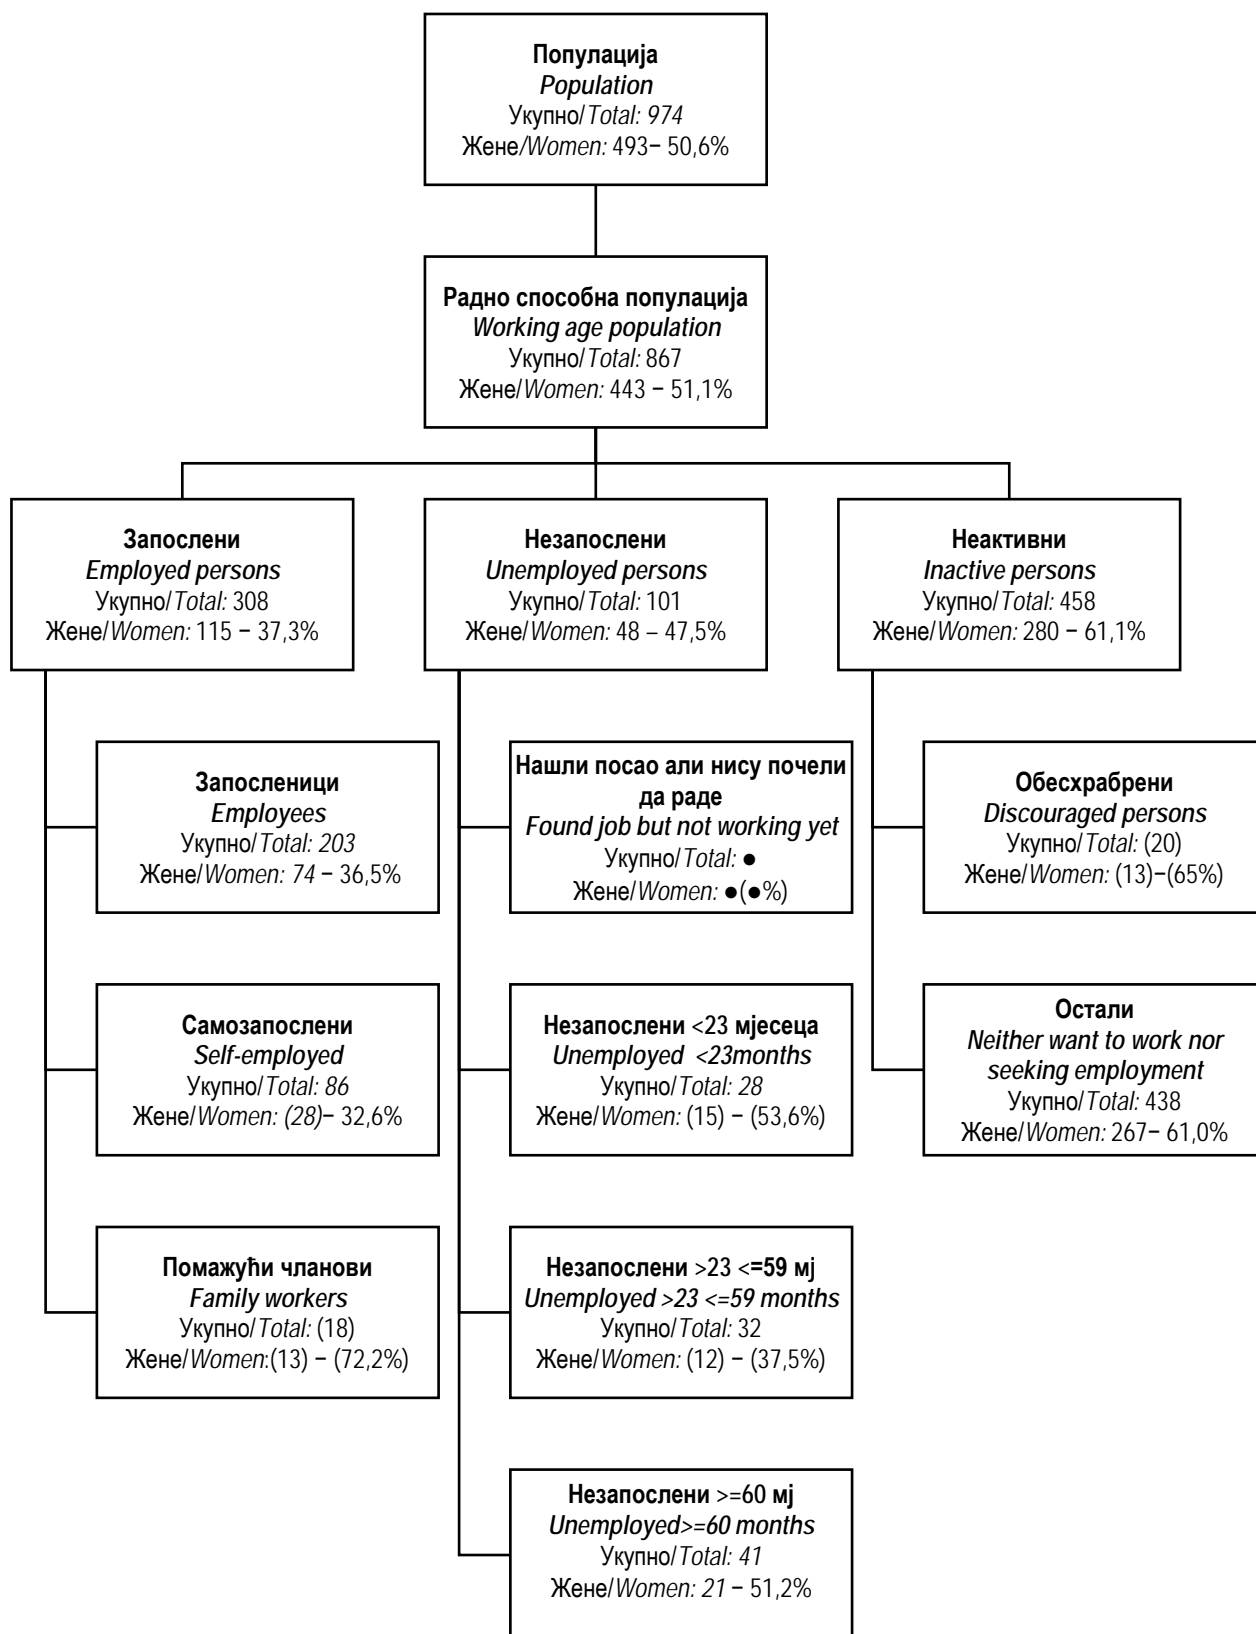 Популација
Population
Укупно/Total: 974
Жене/Women: 493– 50,6%
Радно способна популација
Working age population
Укупно/Total: 867
Жене/Women: 443 – 51,1%
Запослени
Employed persons
Укупно/Total: 308
Жене/Women: 115 – 37,3%
Незапослени
Unemployed persons
Укупно/Total: 101
Жене/Women: 48 – 47,5%
Неактивни
Inactive persons
Укупно/Total: 458
Жене/Women: 280 – 61,1%
Запосленици
Employees
Укупно/Total: 203
Жене/Women: 74 – 36,5%
Нашли посао али нису почели
да раде
Found job but not working yet
Укупно/Total: ●
Жене/Women: ●(●%)
Обесхрабрени
Discouraged persons
Укупно/Total: (20)
Жене/Women: (13)–(65%)
Самозапослени
Self-employed
Укупно/Total: 86
Жене/Women: (28)– 32,6%
Незапослени <23 мјесеца
Unemployed <23months
Укупно/Total: 28
Жене/Women: (15) – (53,6%)
Остали
Neither want to work nor
seeking employment
Укупно/Total: 438
Жене/Women: 267– 61,0%
Помажући чланови
Family workers
Укупно/Total: (18)
Жене/Women:(13) – (72,2%)
Незапослени >23 <=59 мј
Unemployed >23 <=59 months
Укупно/Total: 32
Жене/Women: (12) – (37,5%)
Незапослени >=60 мј
Unemployed>=60 months
Укупно/Total: 41
Жене/Women: 21 – 51,2%